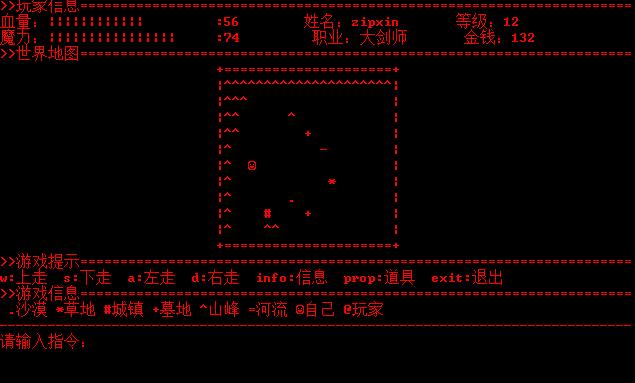 >>玩家信息=====================================================================
血量：¦¦¦¦¦¦¦¦¦¦¦¦         :56        姓名：zipxin       等级：12
魔力：¦¦¦¦¦¦¦¦¦¦¦¦¦¦¦¦     :74         职业：大剑师       金钱：132
>>世界地图=====================================================================
+=====================+
¦^^^^^^^^^^^^^^^^^^^^^¦
¦^^^                  ¦
¦^^      ^            ¦
¦^^        +          ¦
¦^           _        ¦
¦^  ☺                 ¦
¦^            *       ¦
¦^       .            ¦
¦^    #    +          ¦
¦^    ^^              ¦
+=====================+
>>游戏提示=====================================================================
w:上走  s:下走  a:左走  d:右走  info:信息  prop:道具  exit:退出
>>游戏信息=====================================================================
.沙漠 *草地 #城镇 +墓地 ^山峰 =河流 ☺自己 @玩家
请输入指令：